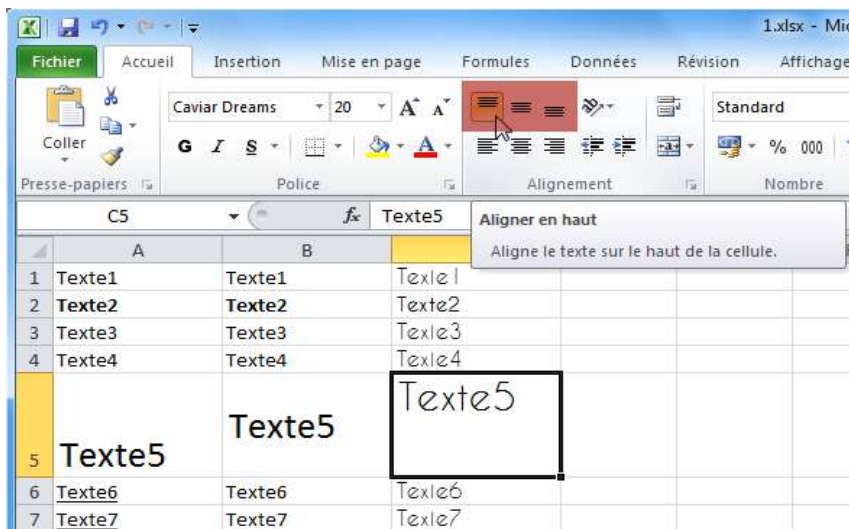 1.xlsx - Mi
Fichier Accueil Insertion Mise en page Formules Données Révision Affichage
Caviar Dreams 20 A A Standard
Coller G I S A % 000
Presse-papiers Police Alignement Nombre
C5 fx Texte5
Aligner en haut
Aligne le texte sur le haut de la cellule.
A B
1 Texte1 Texte1 Texte1
2 Texte2 Texte2 Texte2
3 Texte3 Texte3 Texte3
4 Texte4 Texte4 Texte4
5 Texte5 Texte5 Texte5
6 Texte6 Texte6 Texte6
7 Texte7 Texte7 Texte7